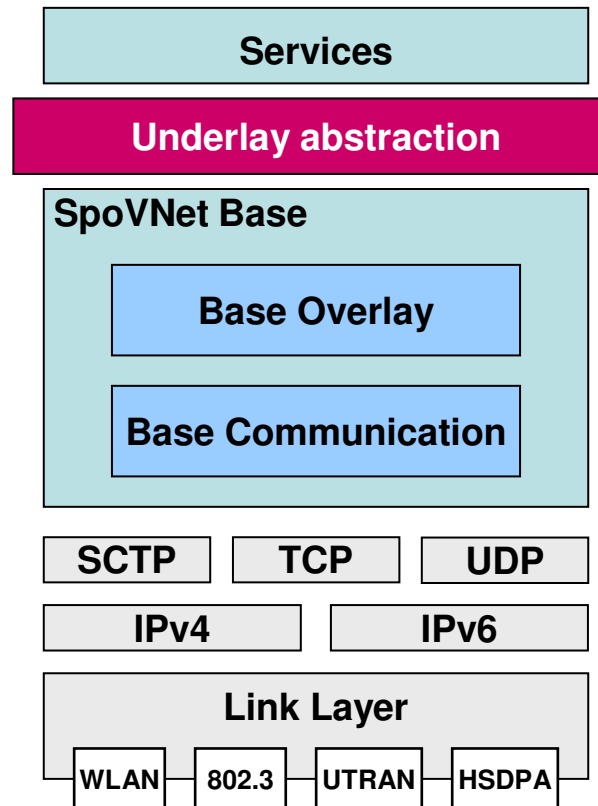 Services
Underlay abstraction
SpoVNet Base
Base Overlay
Base Communication
SCTP TCP UDP
IPv4 IPv6
Link Layer
WLAN 802.3 UTRAN HSDPA